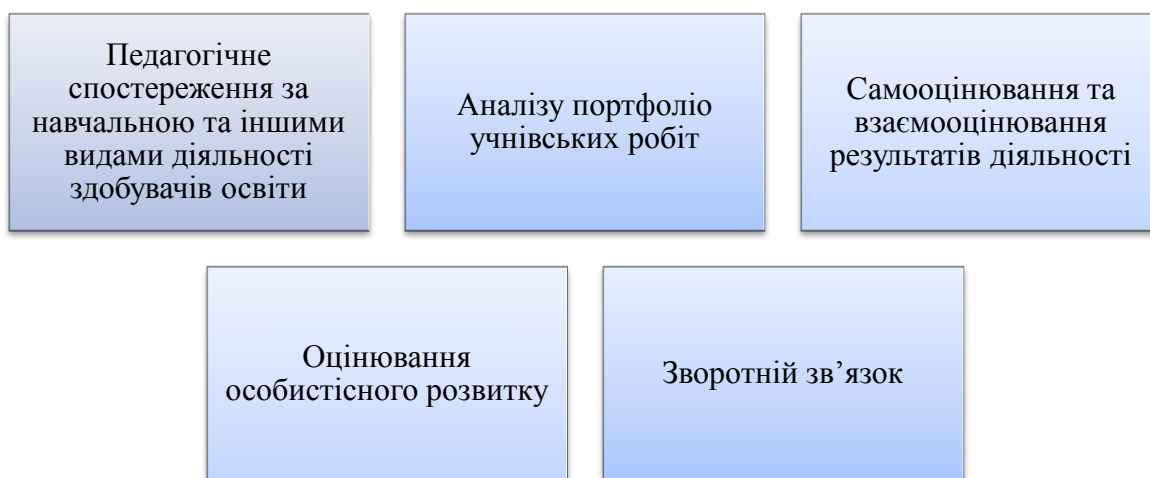 Педагогічне
спостереження за
навчальною та іншими
видами діяльності
здобувачів освіти
Аналізу портфоліо
учнівських робіт
Самооцінювання та
взаємооцінювання
результатів діяльності
Оцінювання
особистісного розвитку
Зворотній зв’язок